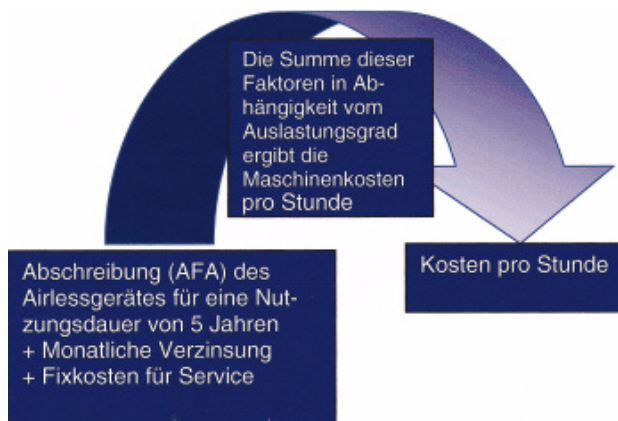 Die Summe dieser
Faktoren in Ab-
hängigkeit vom
Auslastungsgrad
ergibt die
Maschinenkosten
pro Stunde
Abschreibung (AFA) des
Airlessgerätes für eine Nut-
zungsdauer von 5 Jahren
+ Monatliche Verzinsung
+ Fixkosten für Service
Kosten pro Stunde